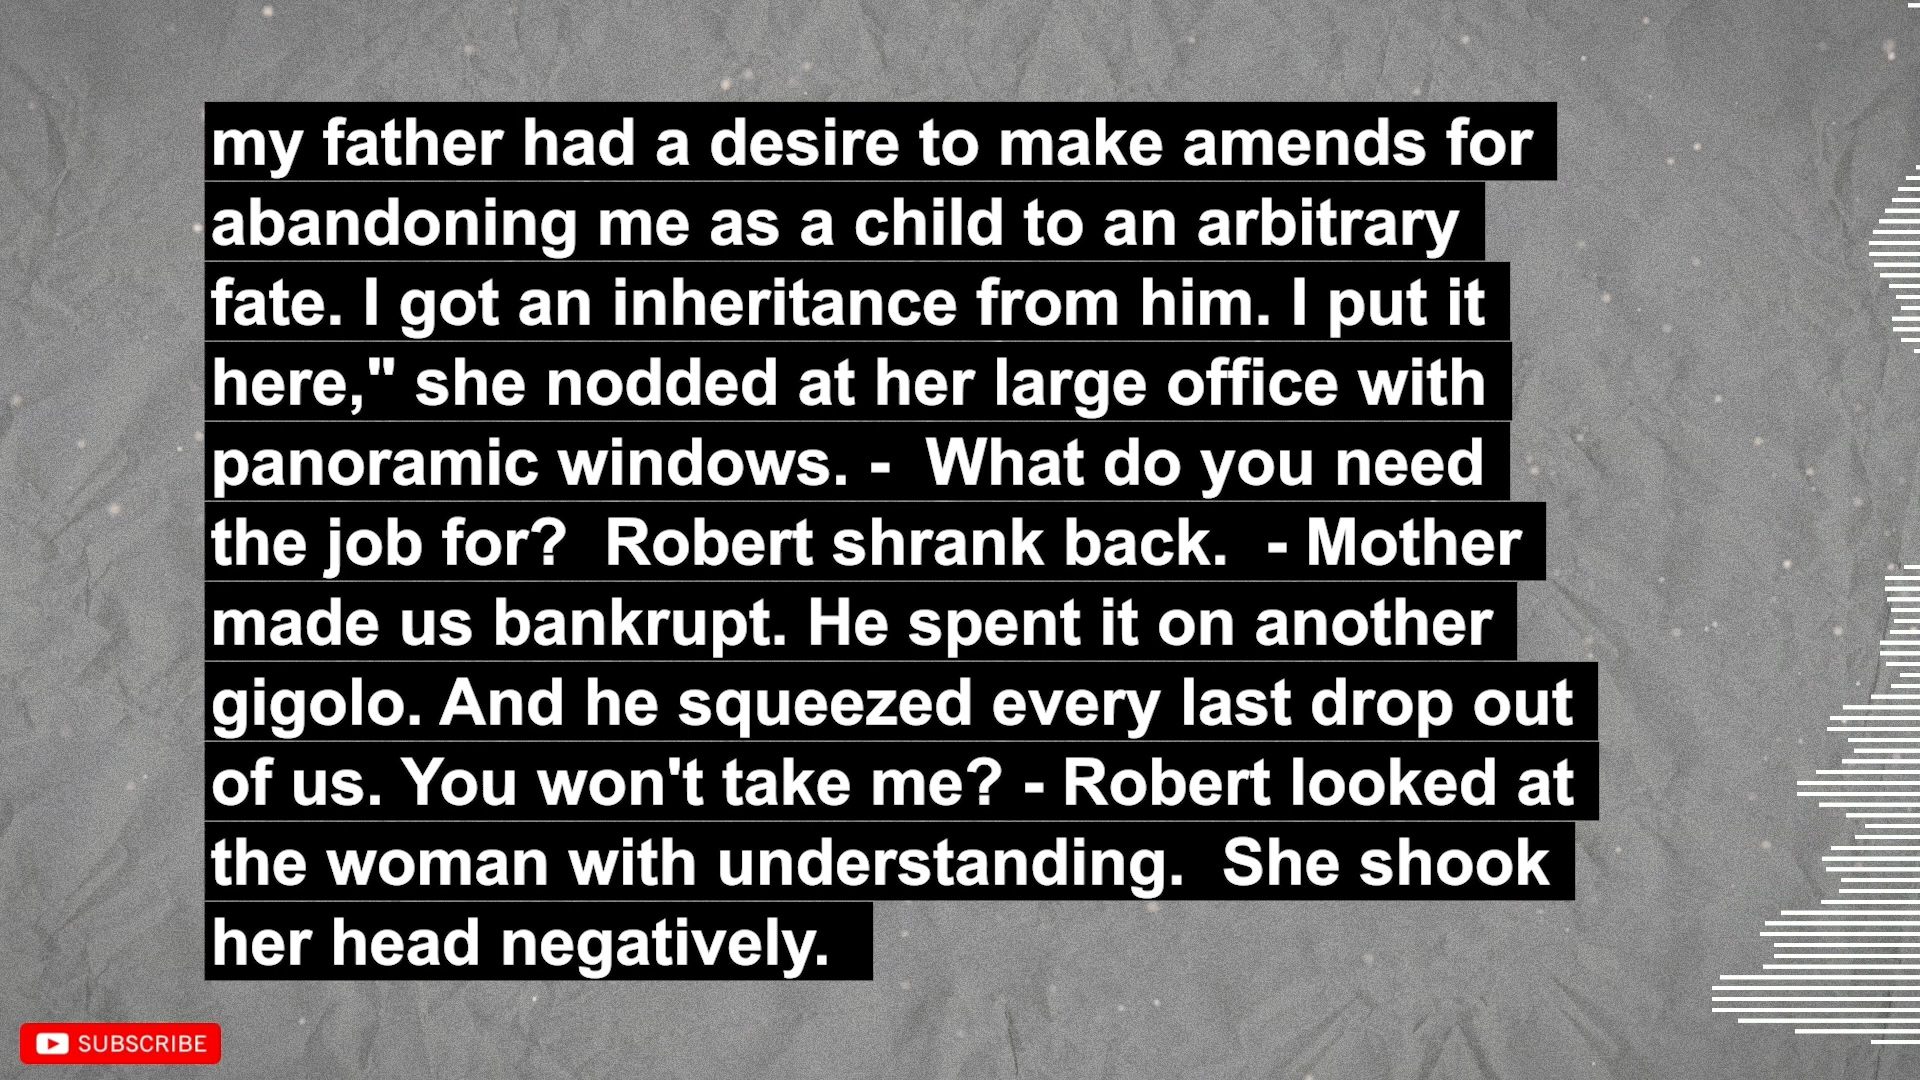 my father had a desire to make amends for
abandoning me as a child to an arbitrary
fate. I got an inheritance from him. I put it
here," she nodded at her large office with
panoramic windows. -  What do you need
the job for?  Robert shrank back.  - Mother
made us bankrupt. He spent it on another
gigolo. And he squeezed every last drop out
of us. You won't take me? - Robert looked at
the woman with understanding.  She shook
her head negatively.
SUBSCRIBE